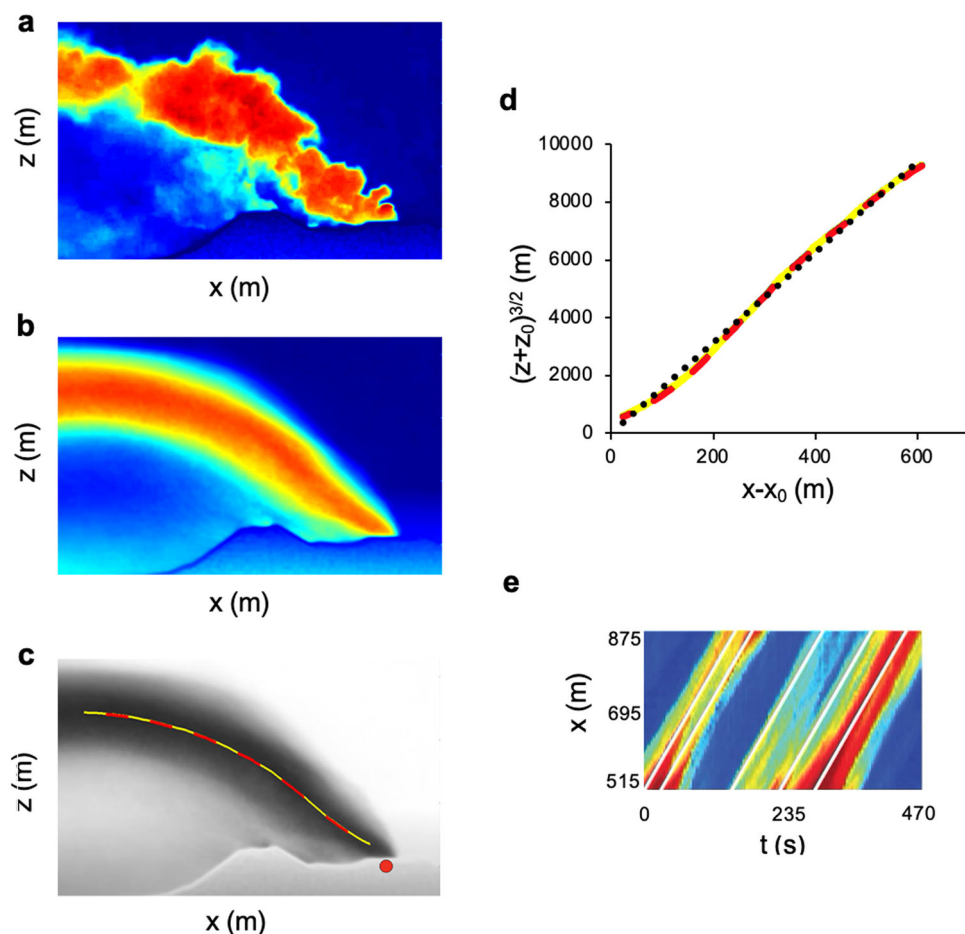 a
z (m)
x (m)
b
z (m)
x (m)
c
z (m)
x (m)
d
10000
8000
6000
4000
2000
0
(z+z0)3/2 (m)
0 200 400 600
x-x0 (m)
e
875
695
515
x (m)
0 235 470
t (s)